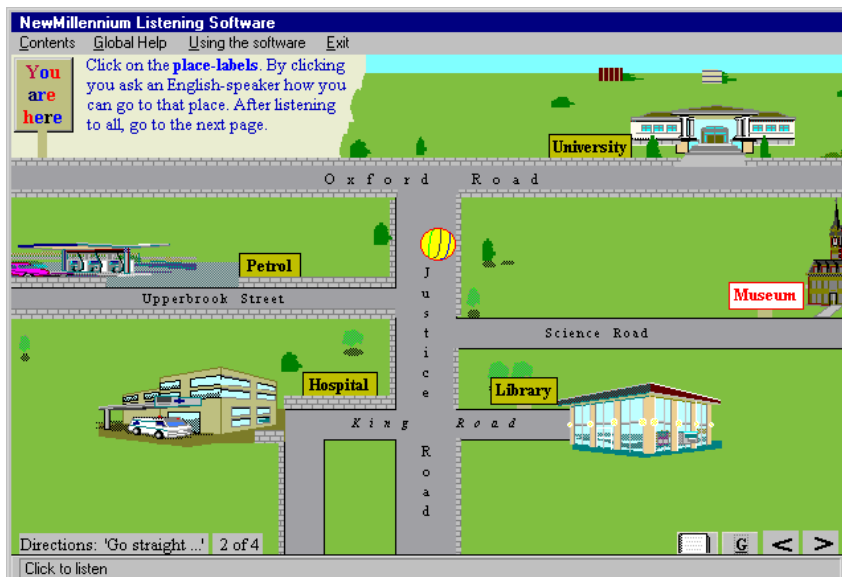 NewMillennium Listening Software
Contents Global Help Using the software Exit
You
are
here
Click on the place-labels. By clicking
you ask an English-speaker how you
can go to that place. After listening
to all, go to the next page.
University
Oxford Road
Petrol
Upperbrook Street
Justice Road
Museum
Science Road
Hospital
Library
King Road
Directions: 'Go straight ...' 2 of 4
G < >
Click to listen